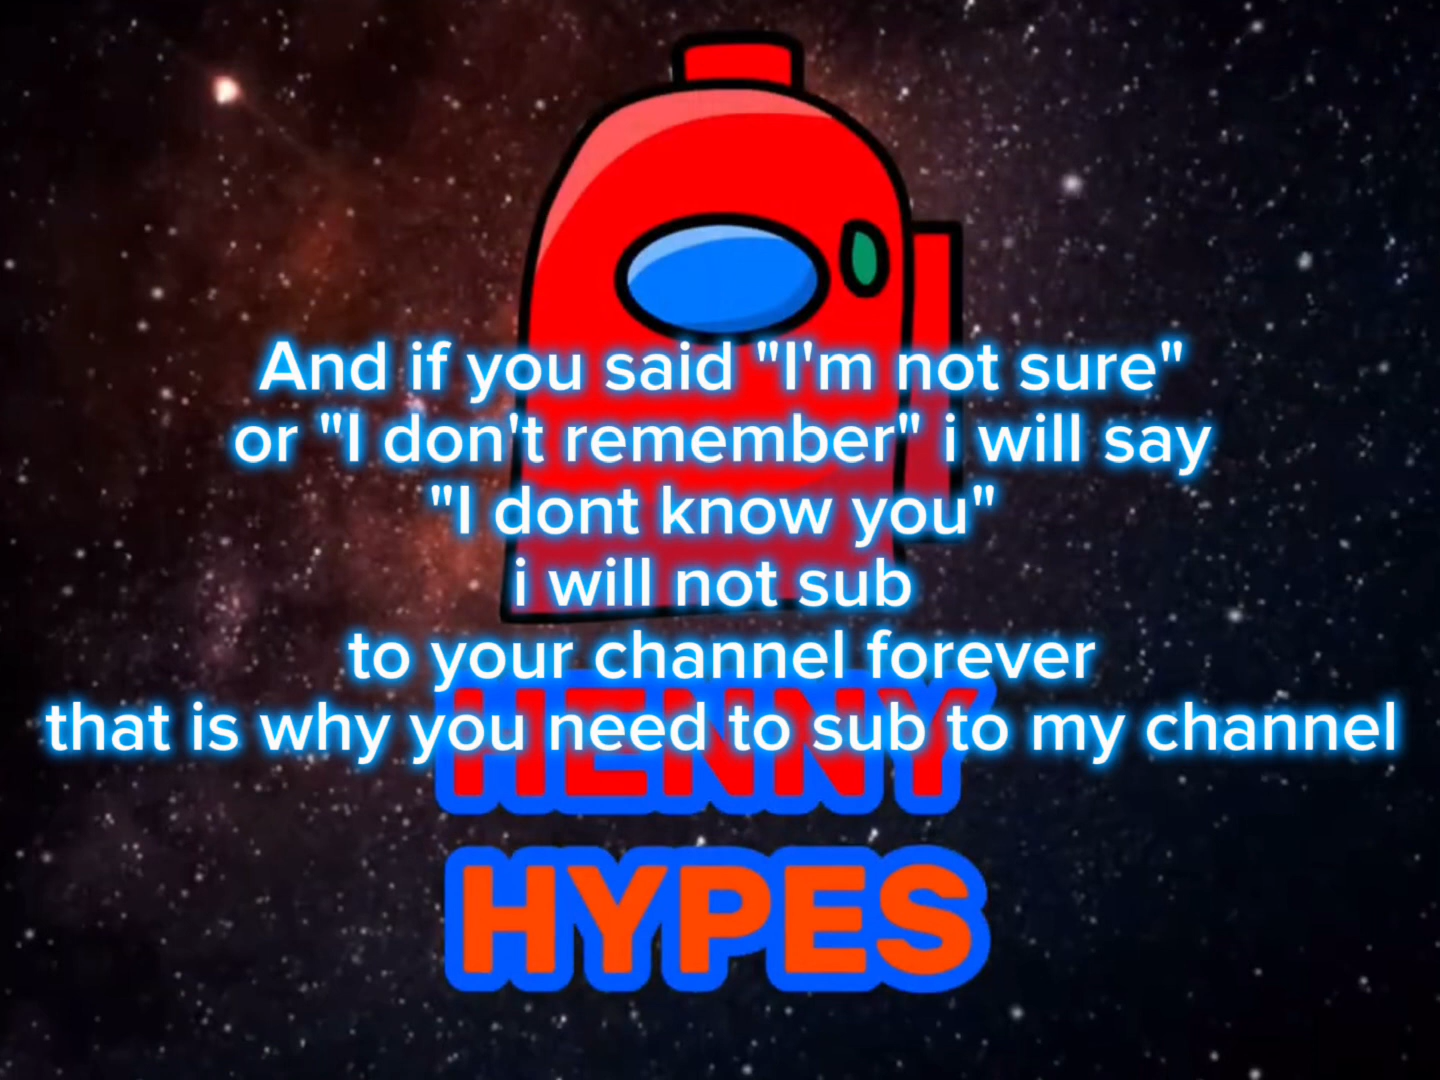 And if you said "I'm not sure"
or "I don't remember" i will say
"I dont know you"
i will not sub
to your channel forever
that is why you need to sub to my channel
HENNY
HYPES